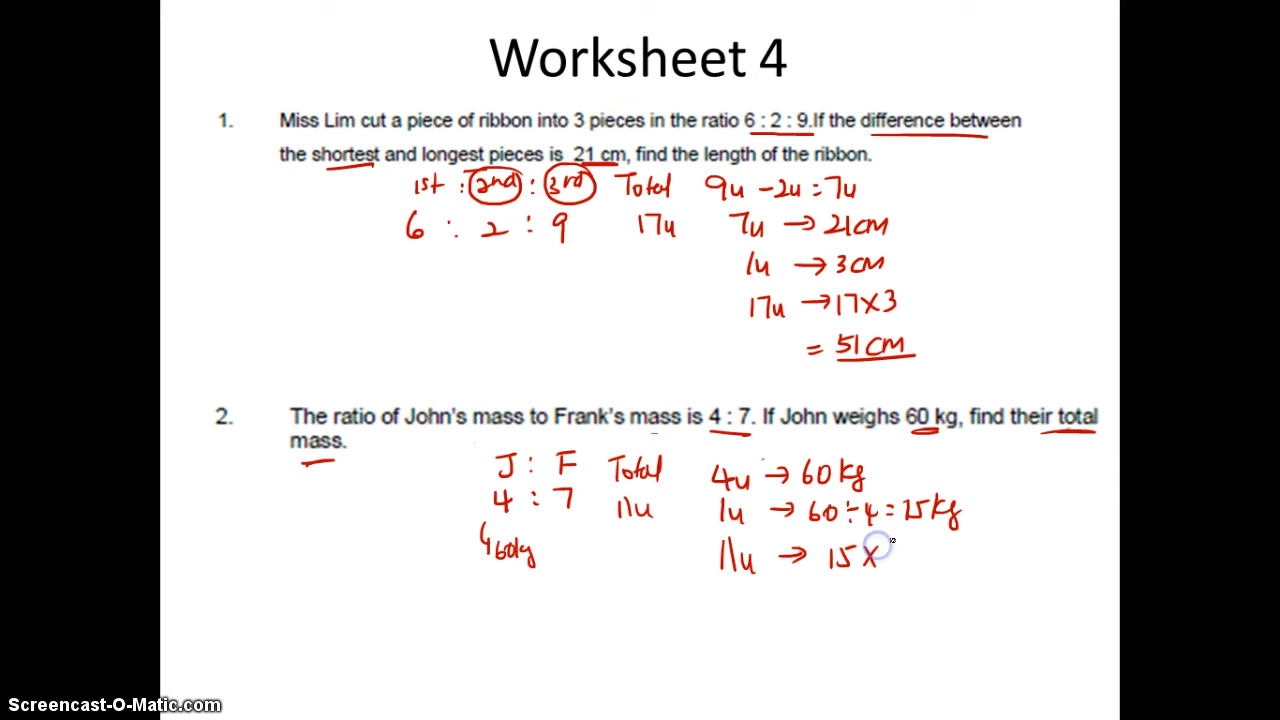 Worksheet 4
1. Miss Lim cut a piece of ribbon into 3 pieces in the ratio 6 : 2 : 9.If the difference between
the shortest and longest pieces is 21 cm, find the length of the ribbon.
1st : 2nd : 3rd Total 9u - 2u = 7u
6 : 2 : 9 17u 7u → 21cm
1u → 3cm
17u → 17x3
= 51cm
2. The ratio of John's mass to Frank's mass is 4 : 7. If John weighs 60 kg, find their total
mass.
J : F Total 4u → 60kg
4 : 7 11u 1u → 60÷4=15kg
60kg 11u → 15 x
Screencast-O-Matic.com